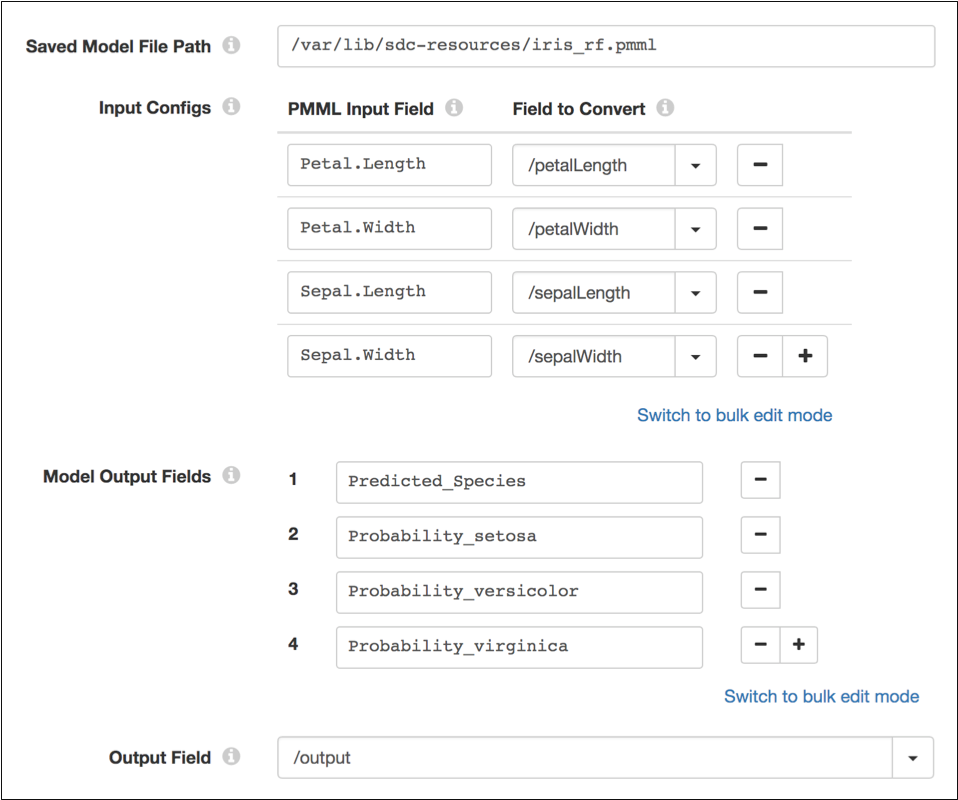 Saved Model File Path /var/lib/sdc-resources/iris_rf.pmml
Input Configs PMML Input Field Field to Convert
Petal.Length /petalLength
Petal.Width /petalWidth
Sepal.Length /sepalLength
Sepal.Width /sepalWidth
Switch to bulk edit mode
Model Output Fields 1 Predicted_Species
2 Probability_setosa
3 Probability_versicolor
4 Probability_virginica
Switch to bulk edit mode
Output Field /output